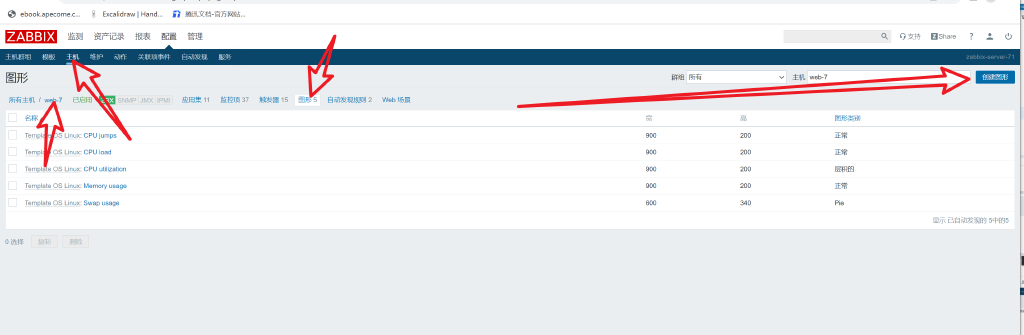 ebook.apecome.c... Excalidraw | Hand... 腾讯文档-官方网站...
ZABBIX 监测 资产记录 报表 配置 管理 支持 Z Share ?
主机群组 模板 主机 维护 动作 关联项事件 自动发现 服务 zabbix-server-71
图形 群组 所有 主机 web-7 创建图形
所有主机 / web-7 已启用 SNMP JMX IPMI 应用集 11 监控项 37 触发器 15 图形 5 自动发现规则 2 Web 场景
名称 宽 高 图形类别
Template OS Linux: CPU jumps 900 200 正常
Template OS Linux: CPU load 900 200 正常
Template OS Linux: CPU utilization 900 200 层积的
Template OS Linux: Memory usage 900 200 正常
Template OS Linux: Swap usage 600 340 Pie
显示 已自动发现的 5中的5
0 选择 复制 删除